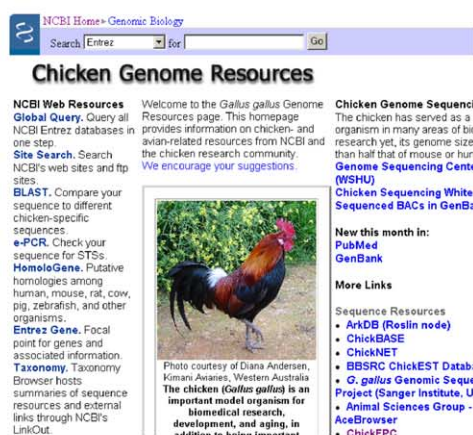 NCBI Home▸Genomic Biology
Search Entrez for Go
Chicken Genome Resources
NCBI Web Resources
Global Query. Query all
NCBI Entrez databases in
one step.
Site Search. Search
NCBI's web sites and ftp
sites.
BLAST. Compare your
sequence to different
chicken-specific
sequences.
e-PCR. Check your
sequence for STSs.
HomoloGene. Putative
homologies among
human, mouse, rat, cow,
pig, zebrafish, and other
organisms.
Entrez Gene. Focal
point for genes and
associated information.
Taxonomy. Taxonomy
Browser hosts
summaries of sequence
resources and external
links through NCBI's
LinkOut.
Welcome to the Gallus gallus Genome
Resources page. This homepage
provides information on chicken- and
avian-related resources from NCBI and
the chicken research community.
We encourage your suggestions.
Photo courtesy of Diana Andersen,
Kimani Aviaries, Western Australia
The chicken (Gallus gallus) is an
important model organism for
biomedical research,
development, and aging, in
addition to being important
Chicken Genome Sequenci
The chicken has served as a
organism in many areas of bio
research yet, its genome size
than half that of mouse or hum
Genome Sequencing Cente
(WSHU)
Chicken Sequencing White
Sequenced BACs in GenBa
New this month in:
PubMed
GenBank
More Links
Sequence Resources
• ArkDB (Roslin node)
• ChickBASE
• ChickNET
• BBSRC ChickEST Databa
• G. gallus Genomic Seque
Project (Sanger Institute, U
• Animal Sciences Group -
AceBrowser
• ChickFPC